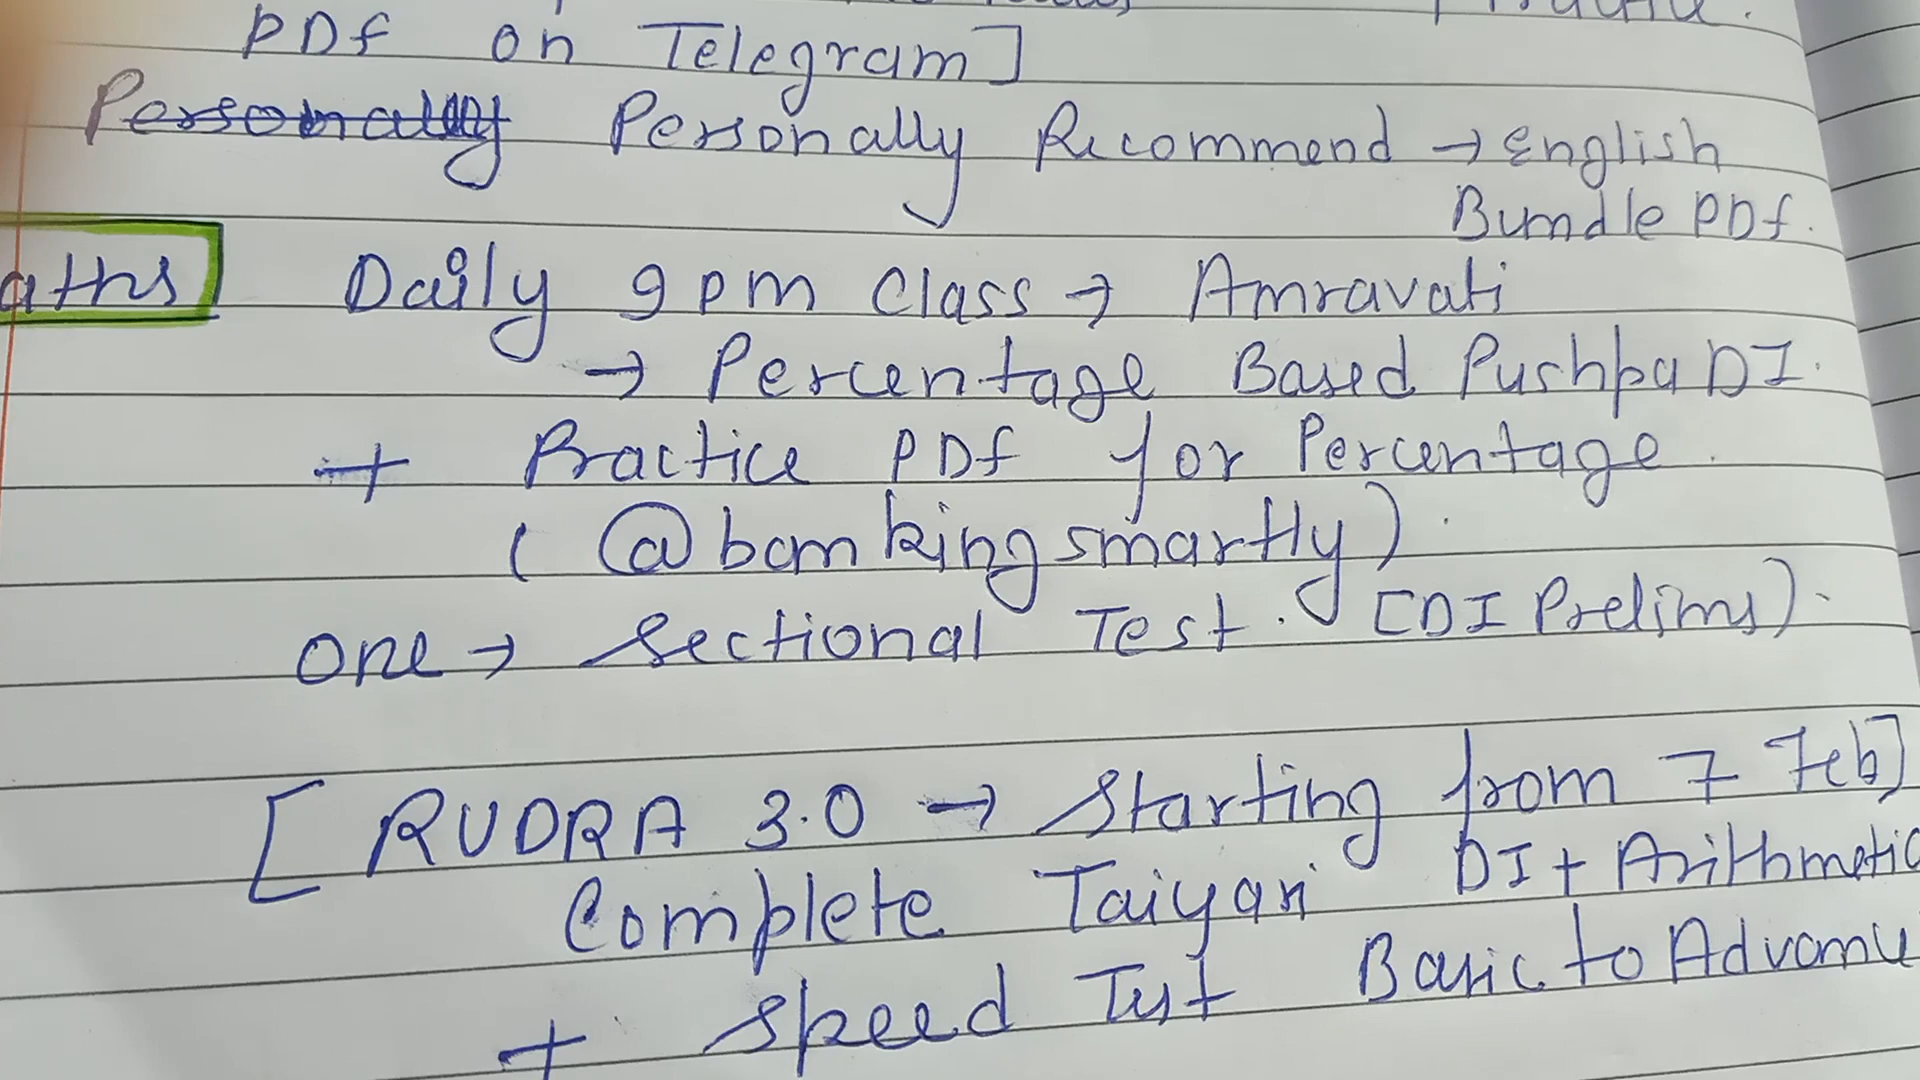 PDf on Telegram]
Personally Personally Recommend → English
Bundle PDf.
aths Daily 9 pm Class → Amravati
→ Percentage Based Pushpa DI.
+ Practice PDf for Percentage.
(@bankingsmartly).
One → Sectional Test. [DI Prelims).
[RUDRA 3.0 → Starting from 7 Feb]
Complete Taiyari DI + Arithmetic
+ Speed Test Basic to Advance